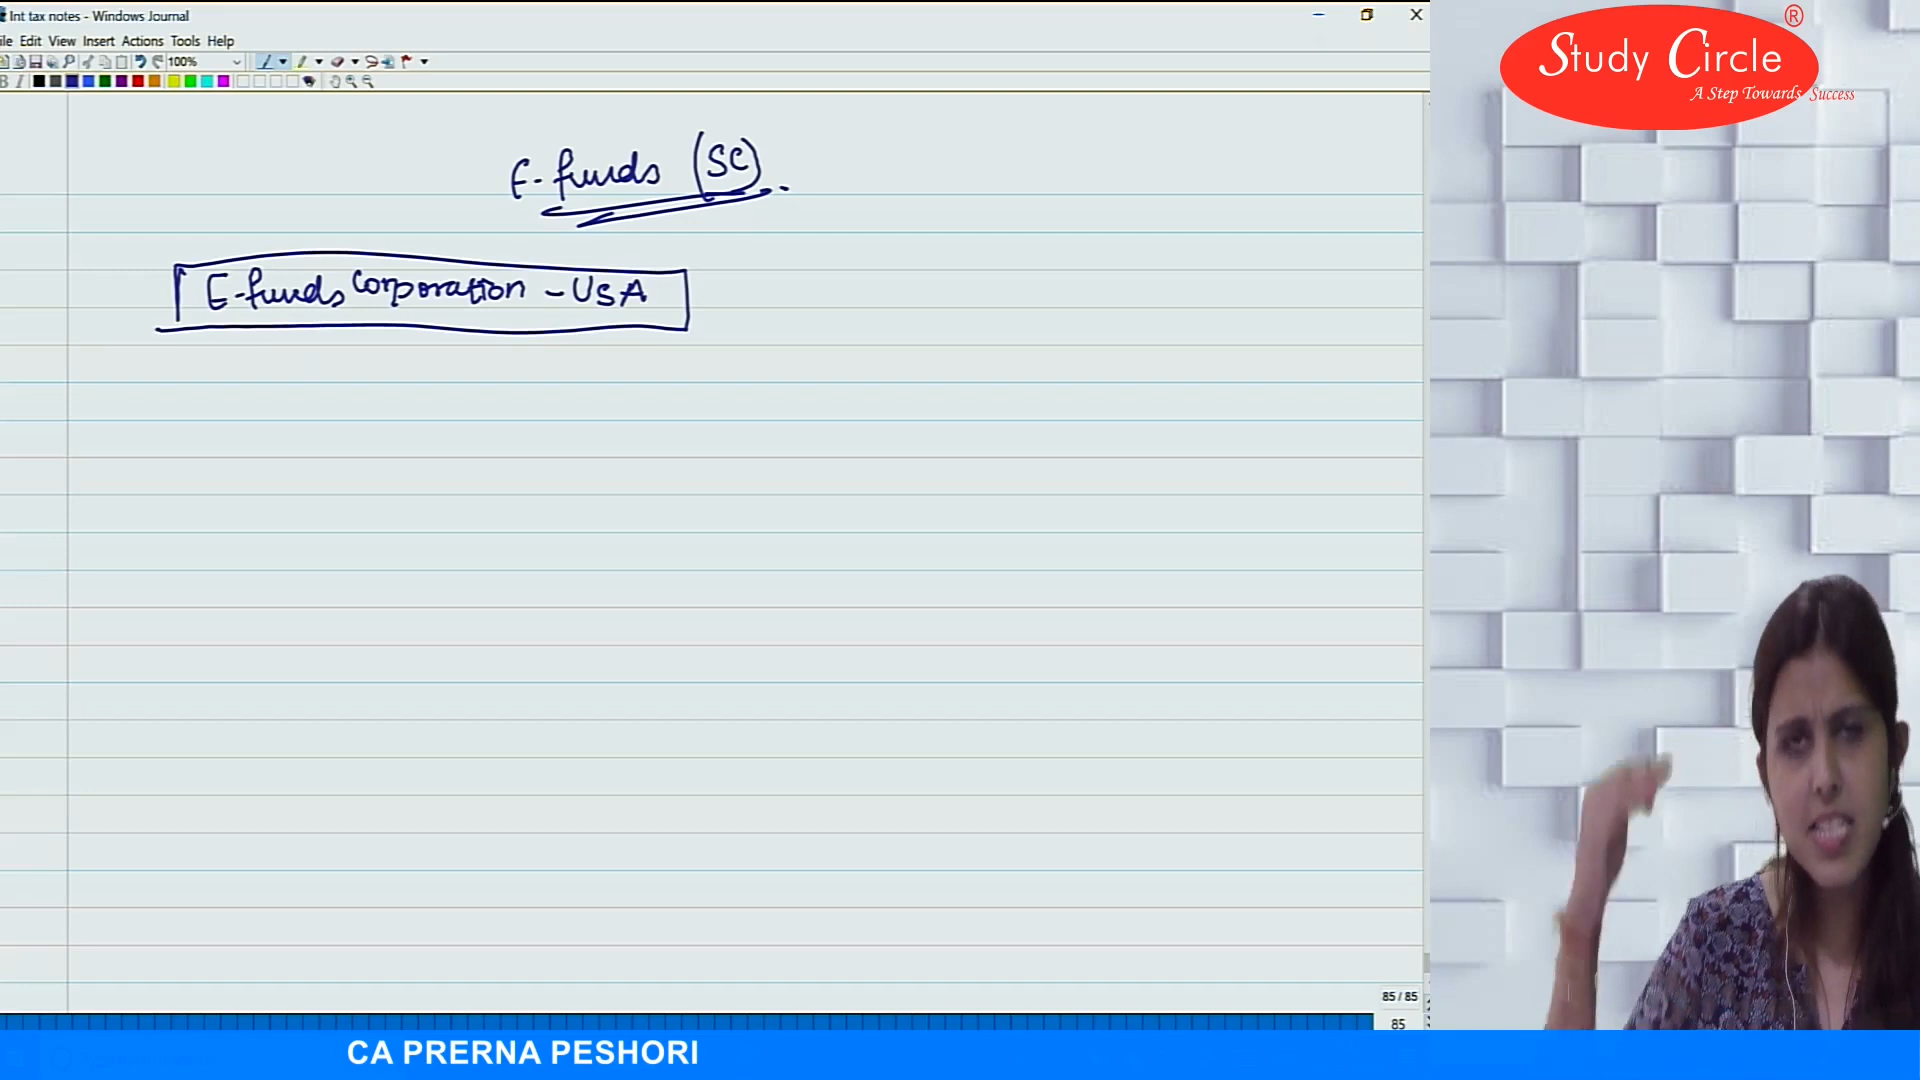 Int tax notes - Windows Journal
ile Edit View Insert Actions Tools Help
100%
B I
E-funds (SC)
E-funds Corporation - USA
85 / 85
85
CA PRERNA PESHORI
Study Circle ®
A Step Towards Success